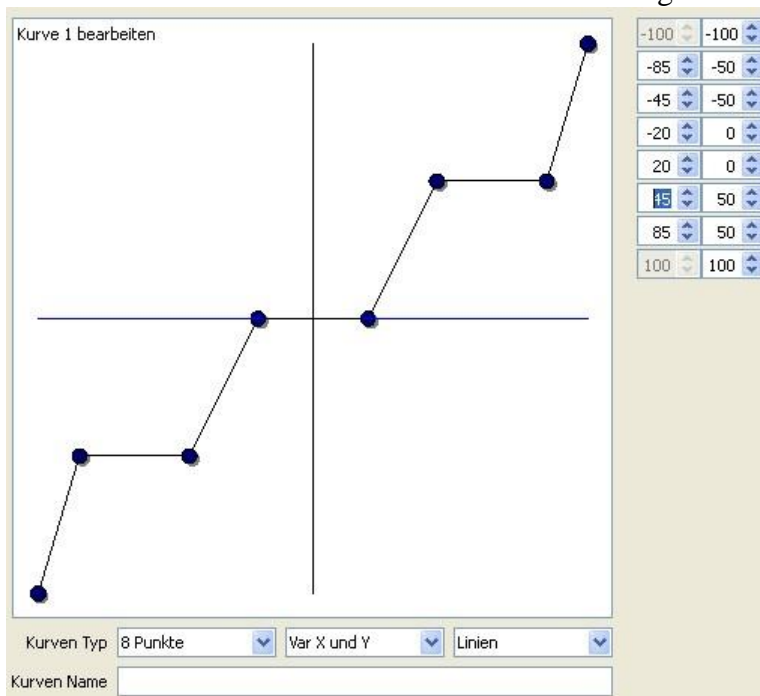 Kurve 1 bearbeiten
-100 -100
-85 -50
-45 -50
-20 0
20 0
45 50
85 50
100 100
Kurven Typ 8 Punkte Var X und Y Linien
Kurven Name